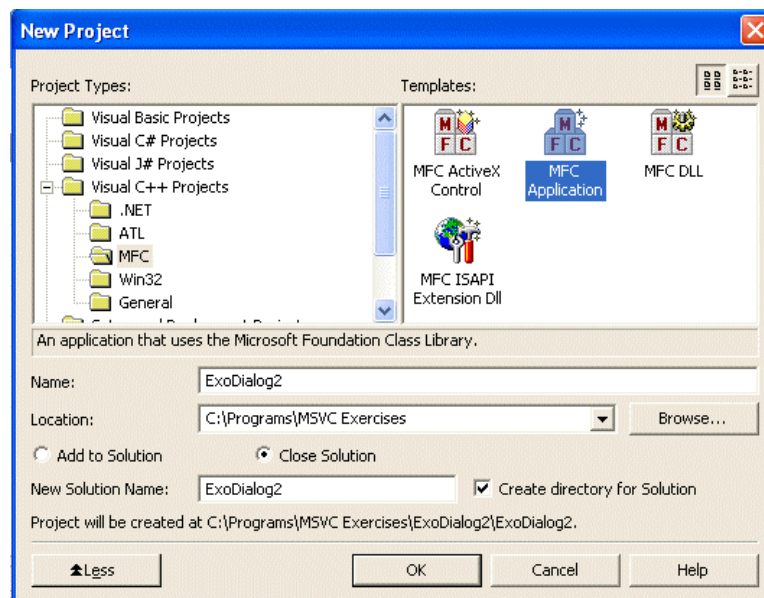 New Project
Project Types:
Templates:
Visual Basic Projects
Visual C# Projects
Visual J# Projects
Visual C++ Projects
.NET
ATL
MFC
Win32
General
MFC ActiveX
Control
MFC
Application
MFC DLL
MFC ISAPI
Extension Dll
An application that uses the Microsoft Foundation Class Library.
Name:
ExoDialog2
Location:
C:\Programs\MSVC Exercises
Browse...
Add to Solution
Close Solution
New Solution Name:
ExoDialog2
Create directory for Solution
Project will be created at C:\Programs\MSVC Exercises\ExoDialog2\ExoDialog2.
Less
OK
Cancel
Help